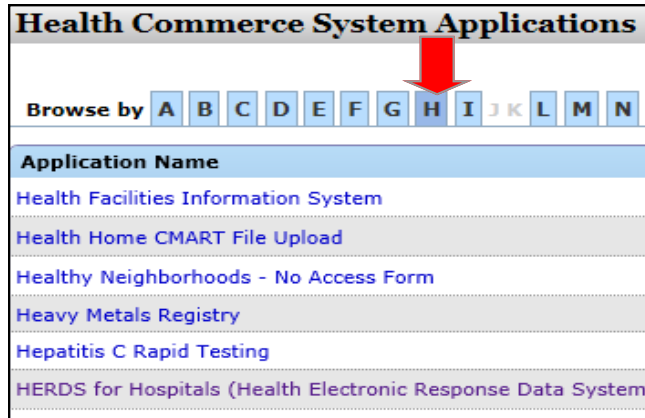 Health Commerce System Applications
Browse by A B C D E F G H I J K L M N
Application Name
Health Facilities Information System
Health Home CMART File Upload
Healthy Neighborhoods - No Access Form
Heavy Metals Registry
Hepatitis C Rapid Testing
HERDS for Hospitals (Health Electronic Response Data System